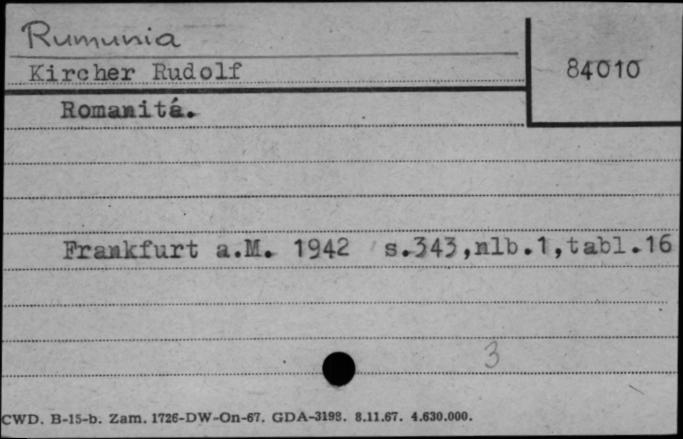 Rumunia
Kircher Rudolf
84010
Romanitá.
Frankfurt a.M. 1942 s.343,nlb.1,tabl.16
3
CWD. B-15-b. Zam. 1726-DW-On-67. GDA-3198. 8.11.67. 4.630.000.